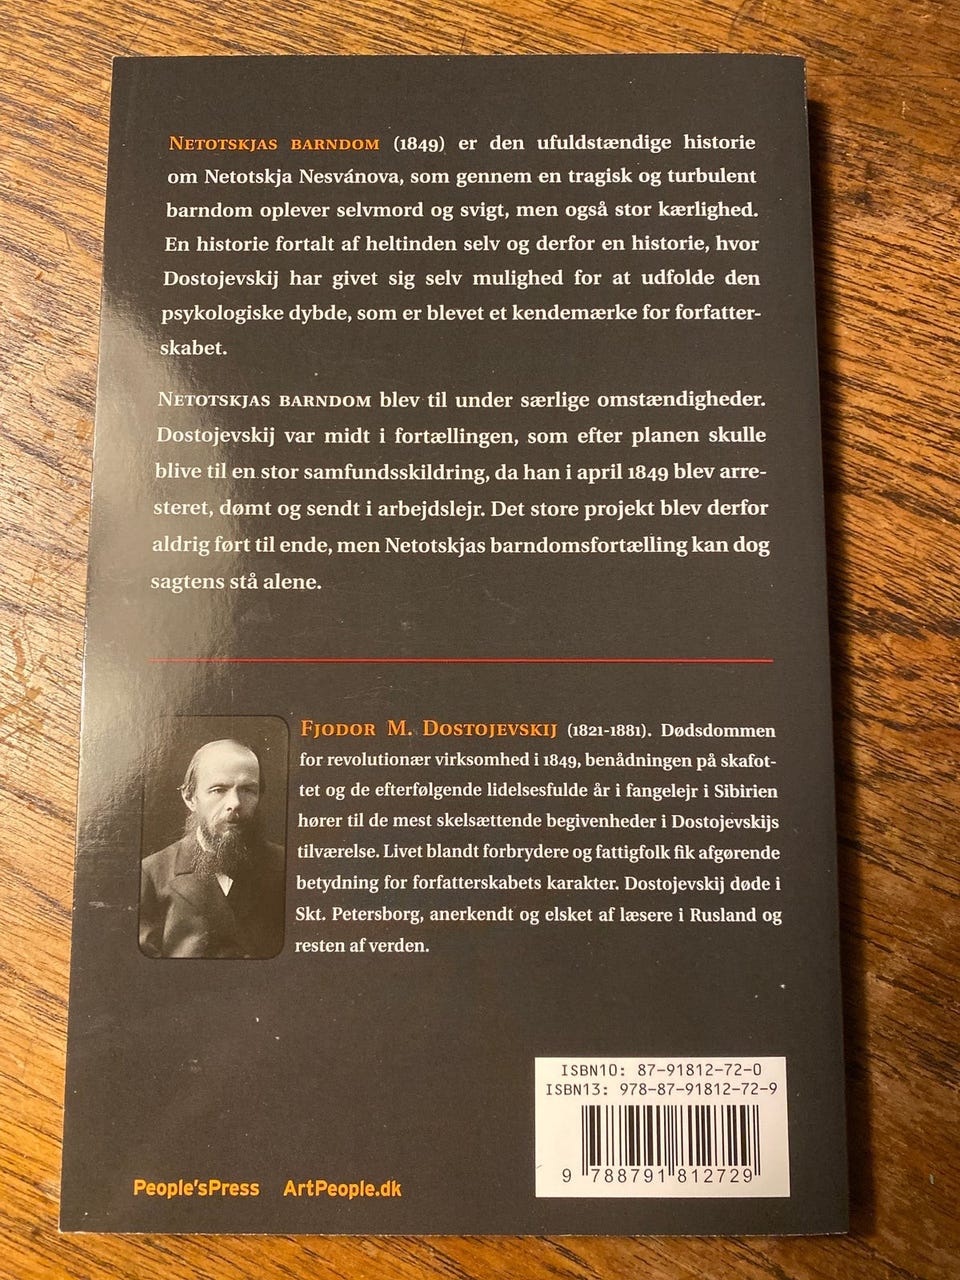 NETOTSKJAS BARNDOM (1849) er den ufuldstændige historie
om Netotskja Nesvánova, som gennem en tragisk og turbulent
barndom oplever selvmord og svigt, men også stor kærlighed.
En historie fortalt af heltinden selv og derfor en historie, hvor
Dostojevskij har givet sig selv mulighed for at udfolde den
psykologiske dybde, som er blevet et kendemærke for forfatter-
skabet.
NETOTSKJAS BARNDOM blev til under særlige omstændigheder.
Dostojevskij var midt i fortællingen, som efter planen skulle
blive til en stor samfundsskildring, da han i april 1849 blev arre-
steret, dømt og sendt i arbejdslejr. Det store projekt blev derfor
aldrig ført til ende, men Netotskjas barndomsfortælling kan dog
sagtens stå alene.
FJODOR M. DOSTOJEVSKIJ (1821-1881). Dødsdommen
for revolutionær virksomhed i 1849, benådningen på skafot-
tet og de efterfølgende lidelsesfulde år i fangelejr i Sibirien
hører til de mest skelsættende begivenheder i Dostojevskijs
tilværelse. Livet blandt forbrydere og fattigfolk fik afgørende
betydning for forfatterskabets karakter. Dostojevskij døde i
Skt. Petersborg, anerkendt og elsket af læsere i Rusland og
resten af verden.
ISBN10: 87-91812-72-0
ISBN13: 978-87-91812-72-9
9 788791 812729
People'sPress ArtPeople.dk